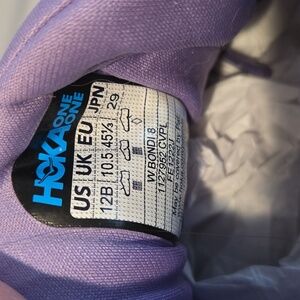 HOKA ONE ONE
US UK EU JPN
12B 10.5 45⅓ 29
W BONDI 8
1127952 CVPL